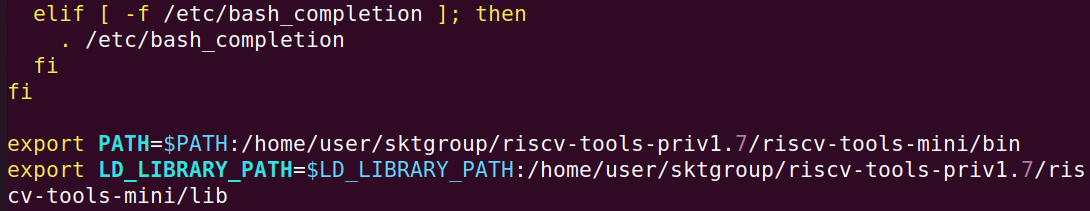 elif [ -f /etc/bash_completion ]; then
. /etc/bash_completion
fi
fi
export PATH=$PATH:/home/user/sktgroup/riscv-tools-priv1.7/riscv-tools-mini/bin
export LD_LIBRARY_PATH=$LD_LIBRARY_PATH:/home/user/sktgroup/riscv-tools-priv1.7/ris
cv-tools-mini/lib